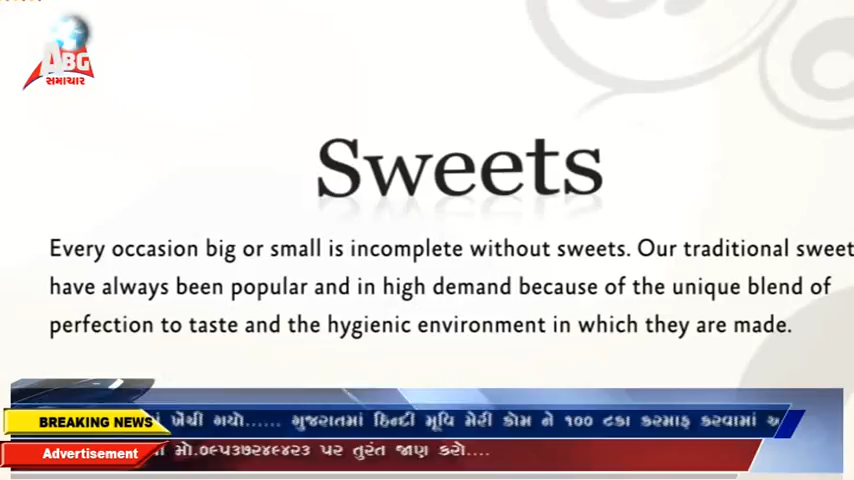 ABG
સમાચાર
Sweets
Every occasion big or small is incomplete without sweets. Our traditional sweet
have always been popular and in high demand because of the unique blend of
perfection to taste and the hygienic environment in which they are made.
BREAKING NEWS
ખેંચી ગયો...... ગુજરાતમાં હિન્દી મૂવિ મેરી કોમ ને ૧૦૦ ટકા કરમાફ કરવામાં
Advertisement
મો.૦૯૫૩૭૨૪૯૪૨૩ પર તુરંત જાણ કરો....